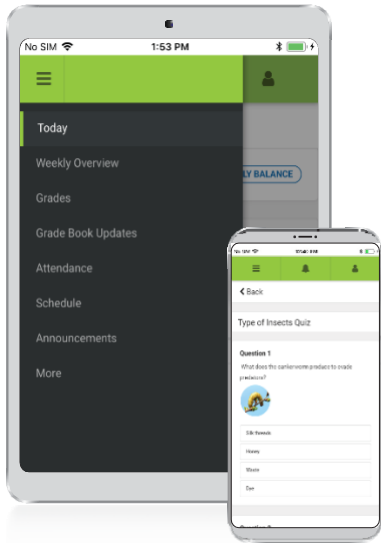 No SIM
1:53 PM
Today
LY BALANCE
Weekly Overview
Grades
Grade Book Updates
Attendance
Schedule
Announcements
More
No SIM
Back
Type of Insects Quiz
Question 1
What does the cankerworm produce to evade
predators?
Silk threads
Honey
Waste